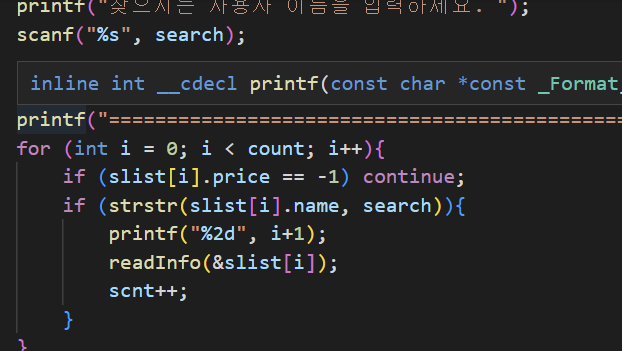 printf("찾으시는 사용자 이름을 입력하세요. ");
scanf("%s", search);
inline int __cdecl printf(const char *const _Format_
printf("=============================================
for (int i = 0; i < count; i++){
if (slist[i].price == -1) continue;
if (strstr(slist[i].name, search)){
printf("%2d", i+1);
readInfo(&slist[i]);
scnt++;
}
}